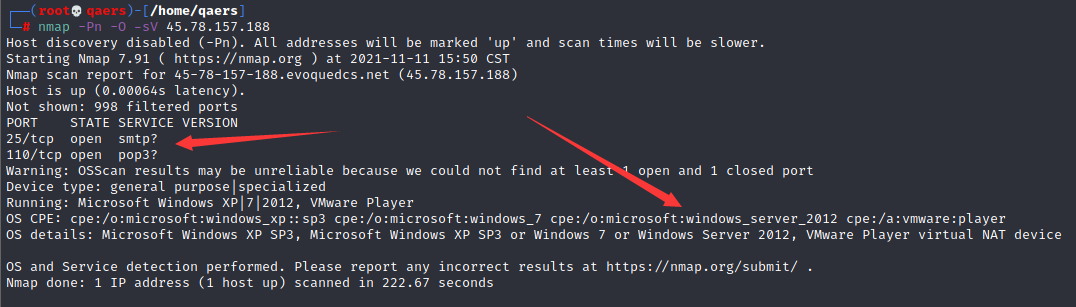 ┌──(root💀qaers)-[/home/qaers]
└─# nmap -Pn -O -sV 45.78.157.188
Host discovery disabled (-Pn). All addresses will be marked 'up' and scan times will be slower.
Starting Nmap 7.91 ( https://nmap.org ) at 2021-11-11 15:50 CST
Nmap scan report for 45-78-157-188.evoquedcs.net (45.78.157.188)
Host is up (0.00064s latency).
Not shown: 998 filtered ports
PORT    STATE SERVICE VERSION
25/tcp  open  smtp?
110/tcp open  pop3?
Warning: OSScan results may be unreliable because we could not find at least 1 open and 1 closed port
Device type: general purpose|specialized
Running: Microsoft Windows XP|7|2012, VMware Player
OS CPE: cpe:/o:microsoft:windows_xp::sp3 cpe:/o:microsoft:windows_7 cpe:/o:microsoft:windows_server_2012 cpe:/a:vmware:player
OS details: Microsoft Windows XP SP3, Microsoft Windows XP SP3 or Windows 7 or Windows Server 2012, VMware Player virtual NAT device
OS and Service detection performed. Please report any incorrect results at https://nmap.org/submit/ .
Nmap done: 1 IP address (1 host up) scanned in 222.67 seconds